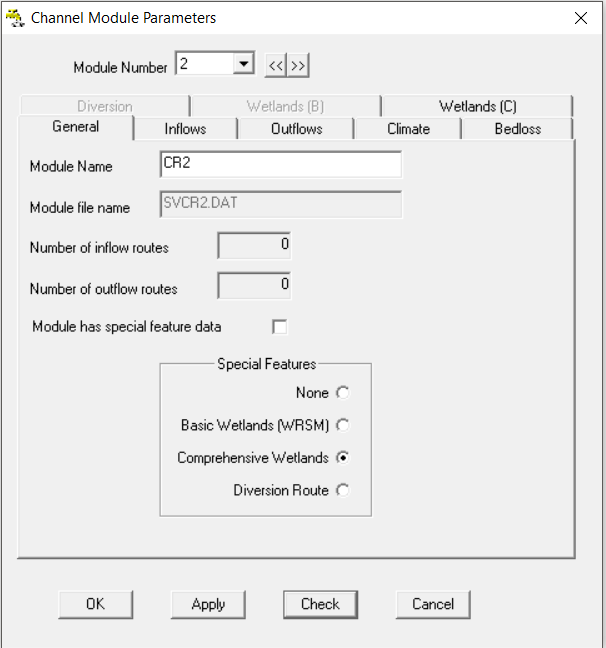 Channel Module Parameters
Module Number 2 << >>
Diversion Wetlands (B) Wetlands (C)
General Inflows Outflows Climate Bedloss
Module Name CR2
Module file name SVCR2.DAT
Number of inflow routes 0
Number of outflow routes 0
Module has special feature data
Special Features
None
Basic Wetlands (WRSM)
Comprehensive Wetlands
Diversion Route
OK Apply Check Cancel